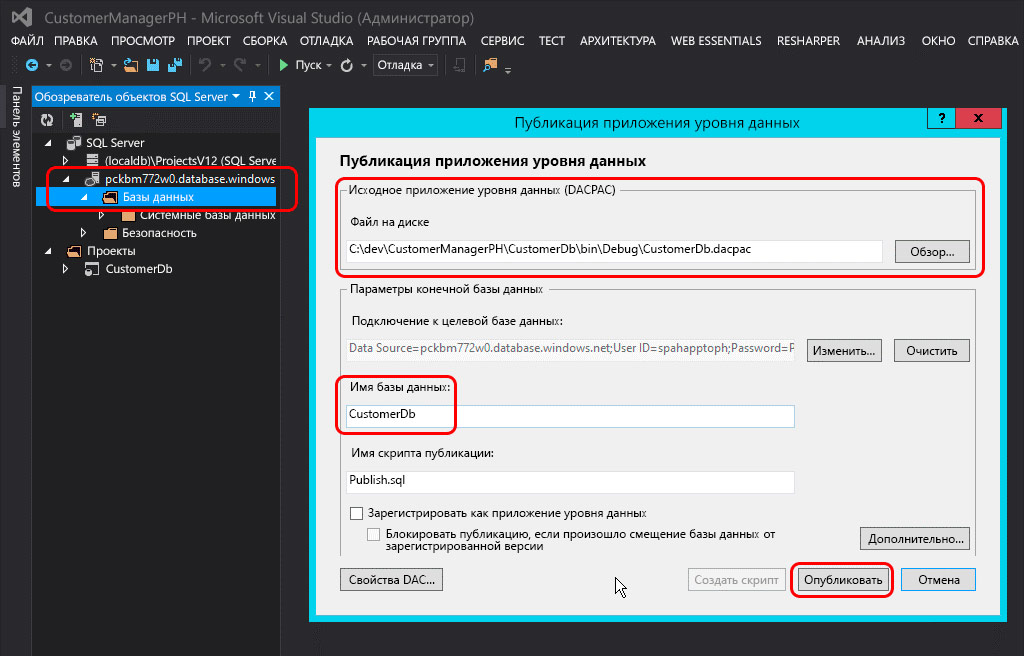 CustomerManagerPH - Microsoft Visual Studio (Администратор)
ФАЙЛ ПРАВКА ПРОСМОТР ПРОЕКТ СБОРКА ОТЛАДКА РАБОЧАЯ ГРУППА СЕРВИС ТЕСТ АРХИТЕКТУРА WEB ESSENTIALS RESHARPER АНАЛИЗ ОКНО СПРАВКА
Пуск Отладка
Панель элементов
Обозреватель объектов SQL Server
SQL Server
(localdb)\ProjectsV12 (SQL Serve
pckbm772w0.database.windows
Базы данных
Системные базы данных
Безопасность
Проекты
CustomerDb
Публикация приложения уровня данных
? X
Публикация приложения уровня данных
Исходное приложение уровня данных (DACPAC)
Файл на диске
C:\dev\CustomerManagerPH\CustomerDb\bin\Debug\CustomerDb.dacpac
Обзор...
Параметры конечной базы данных
Подключение к целевой базе данных:
Data Source=pckbm772w0.database.windows.net;User ID=spahapptoph;Password=P
Изменить... Очистить
Имя базы данных:
CustomerDb
Имя скрипта публикации:
Publish.sql
Зарегистрировать как приложение уровня данных
Блокировать публикацию, если произошло смещение базы данных от
зарегистрированной версии
Дополнительно...
Свойства DAC... Создать скрипт Опубликовать Отмена